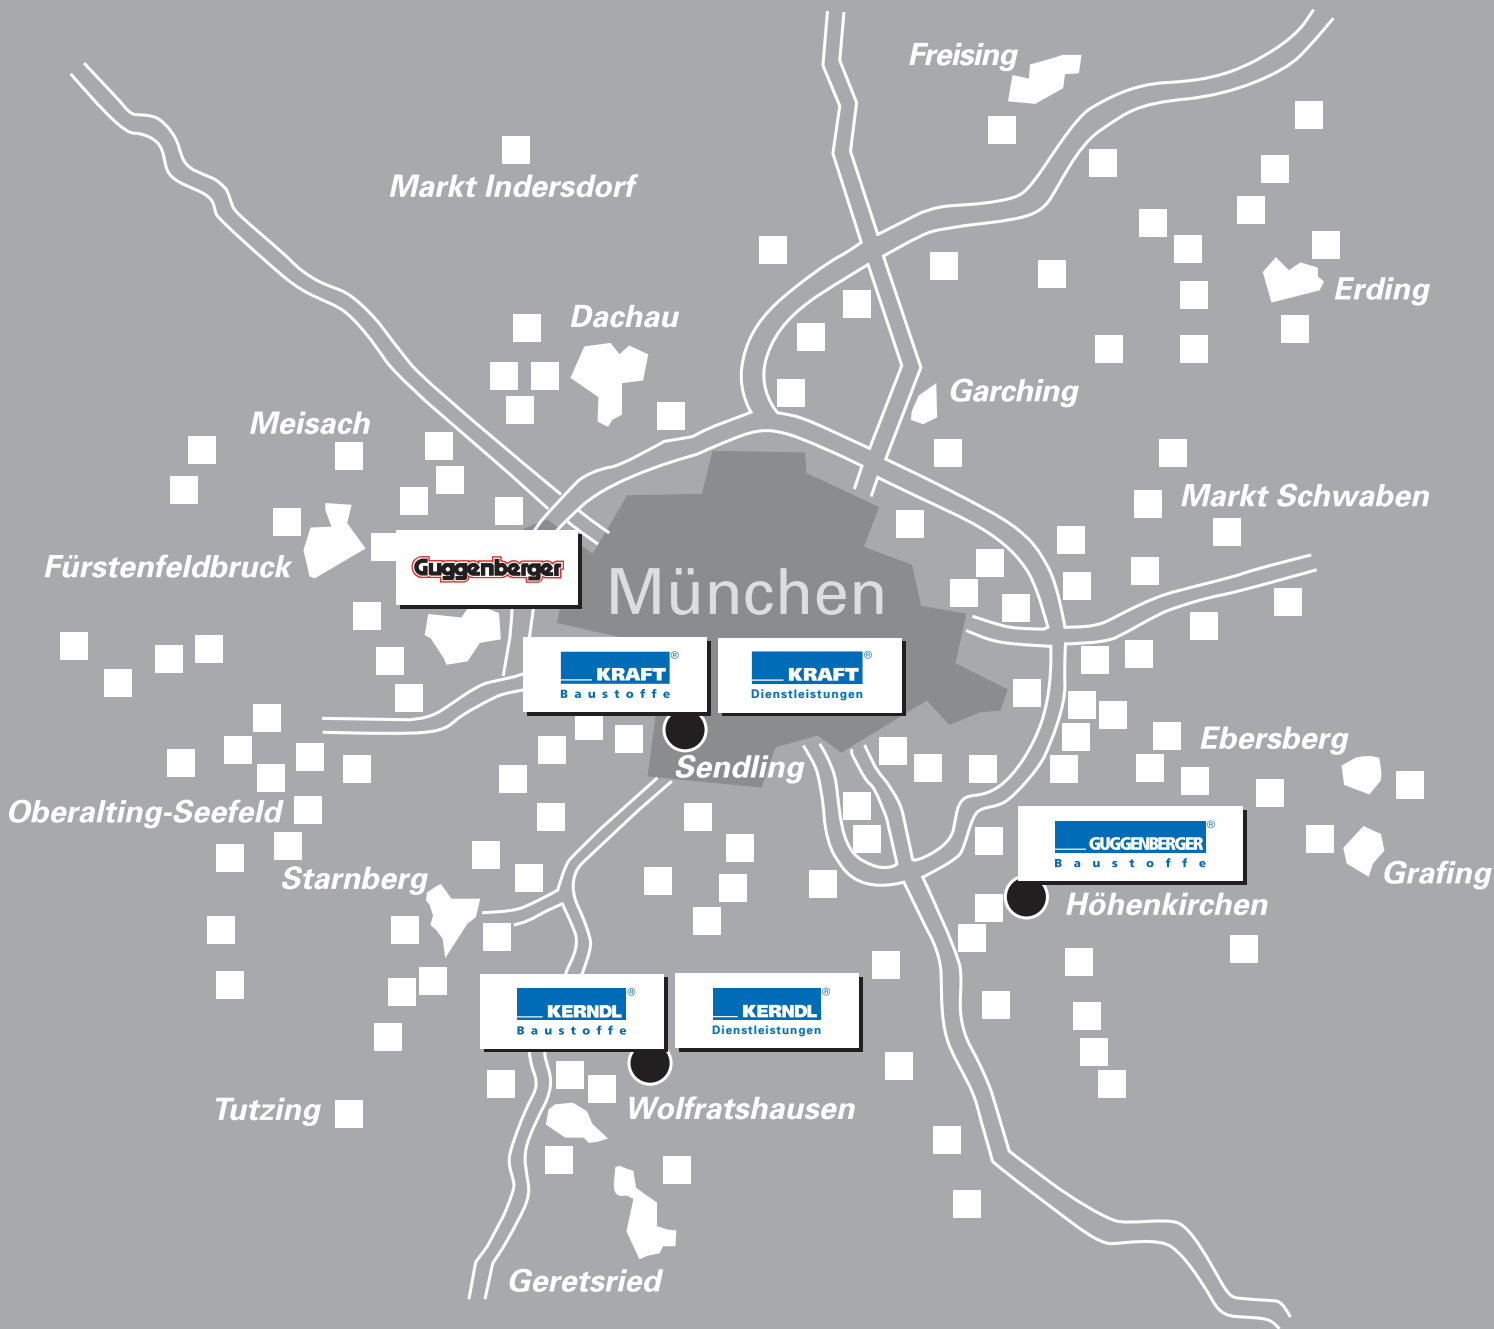 Freising
Markt Indersdorf
Erding
Dachau
Garching
Meisach
Markt Schwaben
Fürstenfeldbruck
Guggenberger
München
KRAFT®
Baustoffe
KRAFT®
Dienstleistungen
Ebersberg
Sendling
Oberalting-Seefeld
GUGGENBERGER®
Baustoffe
Grafing
Starnberg
Höhenkirchen
KERNDL®
Baustoffe
KERNDL®
Dienstleistungen
Tutzing
Wolfratshausen
Geretsried